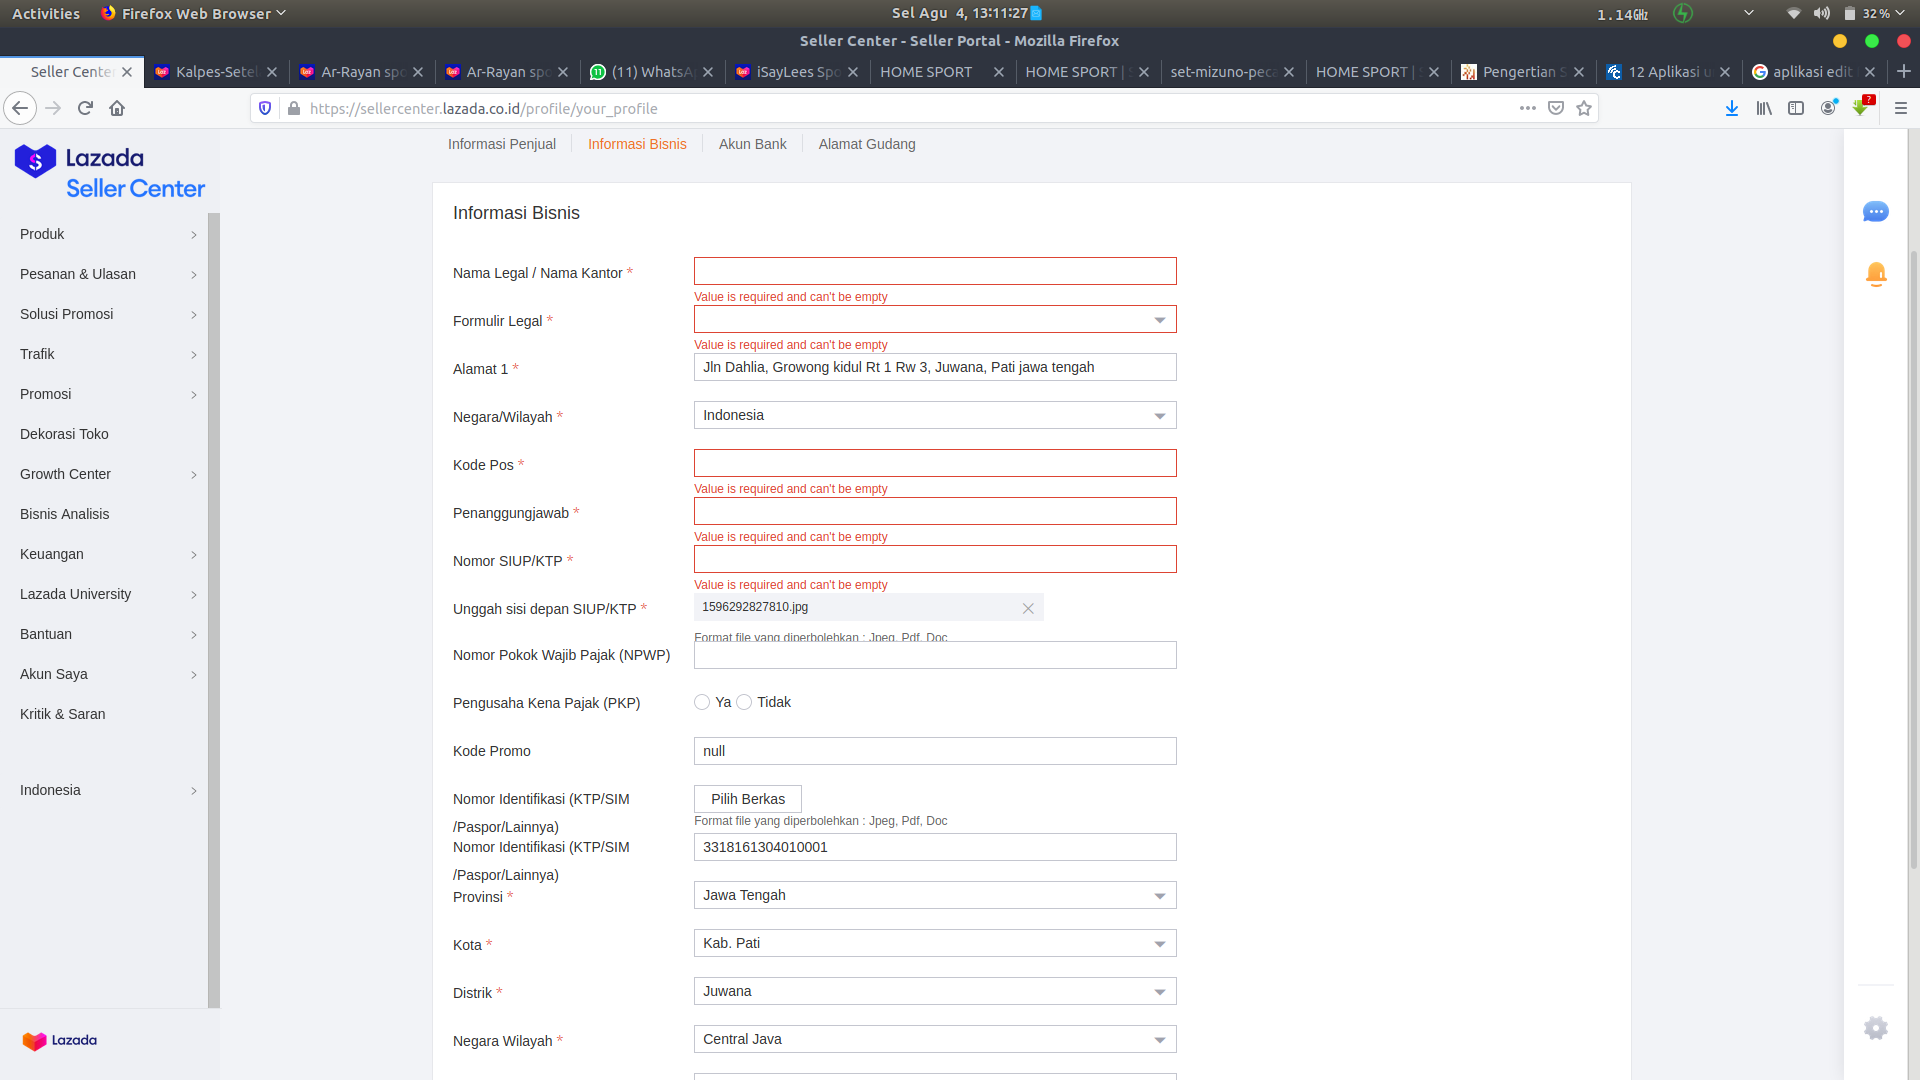 Activities Firefox Web Browser Sel Agu 4, 13:11:27 1.14GHz 32 %
Seller Center - Seller Portal - Mozilla Firefox
Seller Center Kalpes-Setel Ar-Rayan spo Ar-Rayan spo (11) WhatsA iSayLees Spo HOME SPORT HOME SPORT | S set-mizuno-peca HOME SPORT | S Pengertian S 12 Aplikasi u aplikasi edit
https://sellercenter.lazada.co.id/profile/your_profile
Lazada
Seller Center
Produk
Pesanan & Ulasan
Solusi Promosi
Trafik
Promosi
Dekorasi Toko
Growth Center
Bisnis Analisis
Keuangan
Lazada University
Bantuan
Akun Saya
Kritik & Saran
Indonesia
Lazada
Informasi Penjual Informasi Bisnis Akun Bank Alamat Gudang
Informasi Bisnis
Nama Legal / Nama Kantor *
Value is required and can't be empty
Formulir Legal *
Value is required and can't be empty
Alamat 1 * Jln Dahlia, Growong kidul Rt 1 Rw 3, Juwana, Pati jawa tengah
Negara/Wilayah * Indonesia
Kode Pos *
Value is required and can't be empty
Penanggungjawab *
Value is required and can't be empty
Nomor SIUP/KTP *
Value is required and can't be empty
Unggah sisi depan SIUP/KTP * 1596292827810.jpg
Format file yang diperbolehkan : Jpeg, Pdf, Doc
Nomor Pokok Wajib Pajak (NPWP)
Pengusaha Kena Pajak (PKP) Ya Tidak
Kode Promo null
Nomor Identifikasi (KTP/SIM Pilih Berkas
/Paspor/Lainnya) Format file yang diperbolehkan : Jpeg, Pdf, Doc
Nomor Identifikasi (KTP/SIM 3318161304010001
/Paspor/Lainnya)
Provinsi * Jawa Tengah
Kota * Kab. Pati
Distrik * Juwana
Negara Wilayah * Central Java